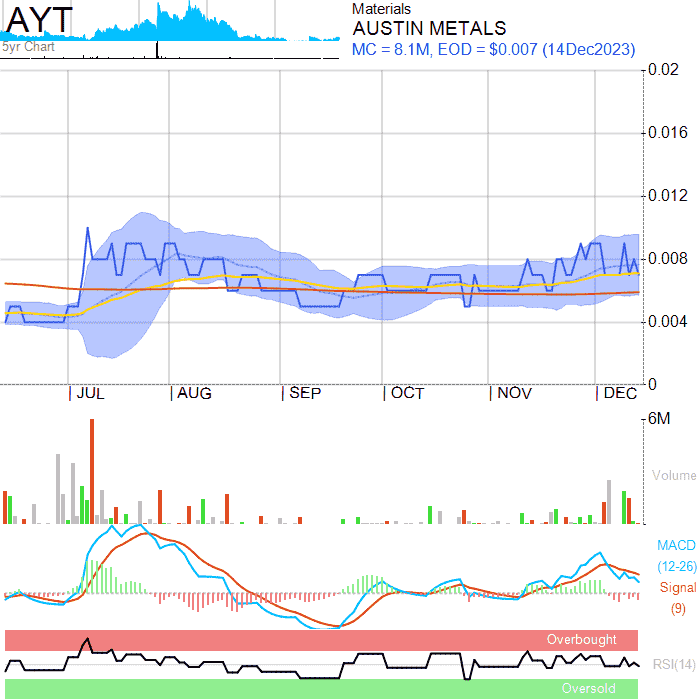 AYT
5yr Chart
Materials
AUSTIN METALS
MC = 8.1M, EOD = $0.007 (14Dec2023)
0.02
0.016
0.012
0.008
0.004
0
JUL AUG SEP OCT NOV DEC
6M
Volume
MACD
(12-26)
Signal
(9)
Overbought
RSI(14)
Oversold